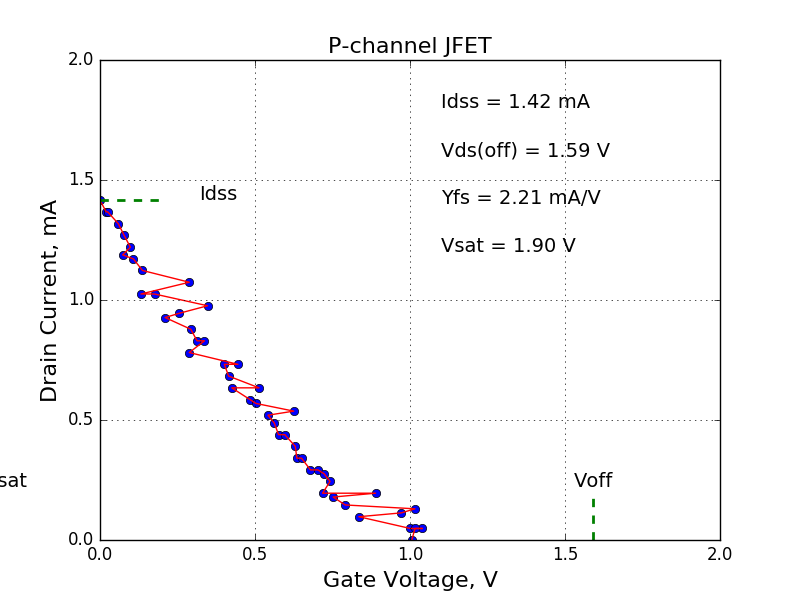 P-channel JFET
2.0
1.5
1.0
0.5
0.0
Drain Current, mA
Idss = 1.42 mA
Vds(off) = 1.59 V
Yfs = 2.21 mA/V
Vsat = 1.90 V
Idss
sat
Voff
0.0 0.5 1.0 1.5 2.0
Gate Voltage, V